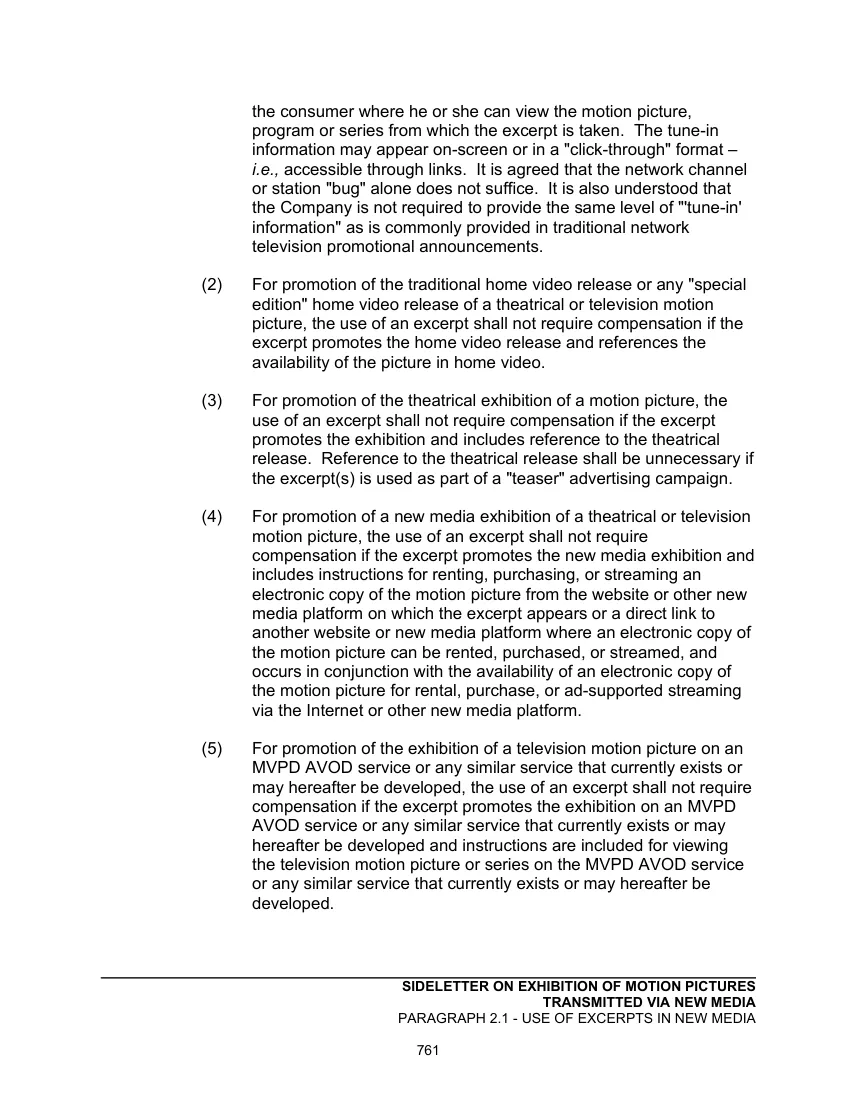 the consumer where he or she can view the motion picture,
program or series from which the excerpt is taken.  The tune-in
information may appear on-screen or in a "click-through" format –
i.e., accessible through links.  It is agreed that the network channel
or station "bug" alone does not suffice.  It is also understood that
the Company is not required to provide the same level of "'tune-in'
information" as is commonly provided in traditional network
television promotional announcements.
(2) For promotion of the traditional home video release or any "special
edition" home video release of a theatrical or television motion
picture, the use of an excerpt shall not require compensation if the
excerpt promotes the home video release and references the
availability of the picture in home video.
(3) For promotion of the theatrical exhibition of a motion picture, the
use of an excerpt shall not require compensation if the excerpt
promotes the exhibition and includes reference to the theatrical
release.  Reference to the theatrical release shall be unnecessary if
the excerpt(s) is used as part of a "teaser" advertising campaign.
(4) For promotion of a new media exhibition of a theatrical or television
motion picture, the use of an excerpt shall not require
compensation if the excerpt promotes the new media exhibition and
includes instructions for renting, purchasing, or streaming an
electronic copy of the motion picture from the website or other new
media platform on which the excerpt appears or a direct link to
another website or new media platform where an electronic copy of
the motion picture can be rented, purchased, or streamed, and
occurs in conjunction with the availability of an electronic copy of
the motion picture for rental, purchase, or ad-supported streaming
via the Internet or other new media platform.
(5) For promotion of the exhibition of a television motion picture on an
MVPD AVOD service or any similar service that currently exists or
may hereafter be developed, the use of an excerpt shall not require
compensation if the excerpt promotes the exhibition on an MVPD
AVOD service or any similar service that currently exists or may
hereafter be developed and instructions are included for viewing
the television motion picture or series on the MVPD AVOD service
or any similar service that currently exists or may hereafter be
developed.
SIDELETTER ON EXHIBITION OF MOTION PICTURES
TRANSMITTED VIA NEW MEDIA
PARAGRAPH 2.1 - USE OF EXCERPTS IN NEW MEDIA
761